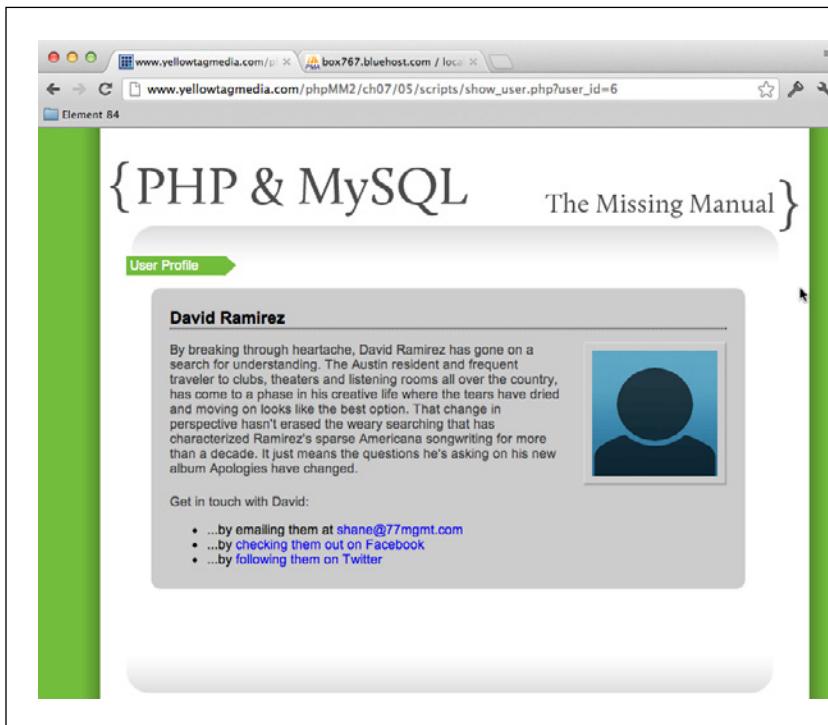 www.yellowtagmedia.com/p
box767.bluehost.com / loca
www.yellowtagmedia.com/phpMM2/ch07/05/scripts/show_user.php?user_id=6
Element 84
{PHP & MySQL
The Missing Manual}
User Profile
David Ramirez
By breaking through heartache, David Ramirez has gone on a
search for understanding. The Austin resident and frequent
traveler to clubs, theaters and listening rooms all over the country,
has come to a phase in his creative life where the tears have dried
and moving on looks like the best option. That change in
perspective hasn't erased the weary searching that has
characterized Ramirez's sparse Americana songwriting for more
than a decade. It just means the questions he's asking on his new
album Apologies have changed.
Get in touch with David:
• ...by emailing them at shane@77mgmt.com
• ...by checking them out on Facebook
• ...by following them on Twitter